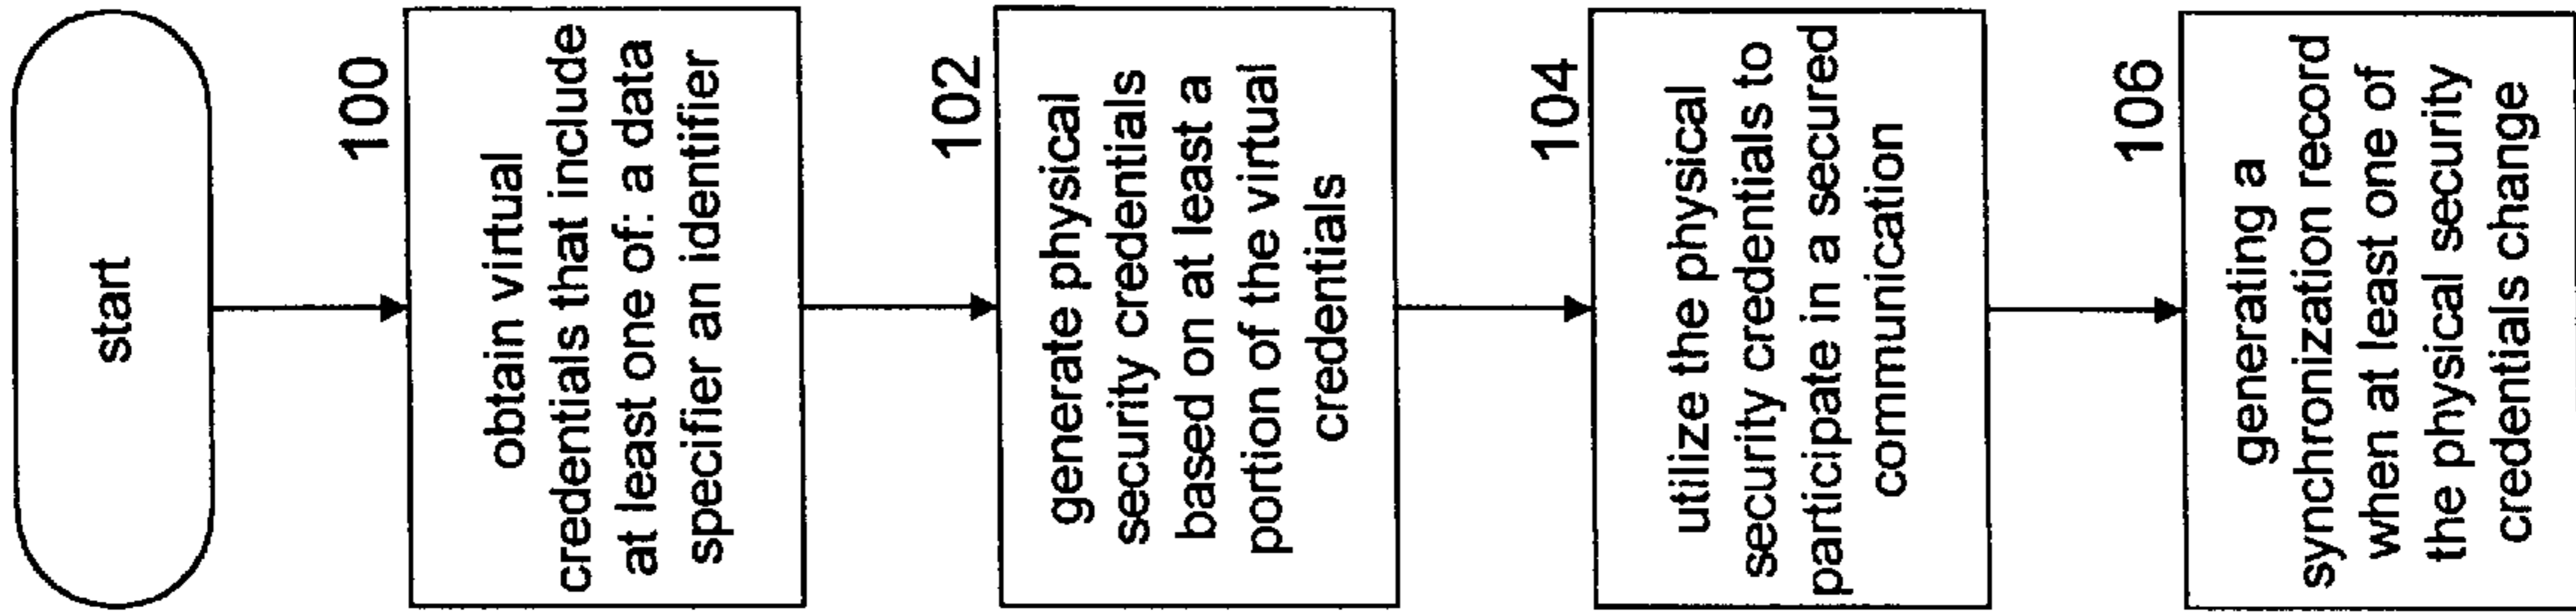 start
100
obtain virtual
credentials that include
at least one of: a data
specifier an identifier
102
generate physical
security credentials
based on at least a
portion of the virtual
credentials
104
utilize the physical
security credentials to
participate in a secured
communication
106
generating a
synchronization record
when at least one of
the physical security
credentials change